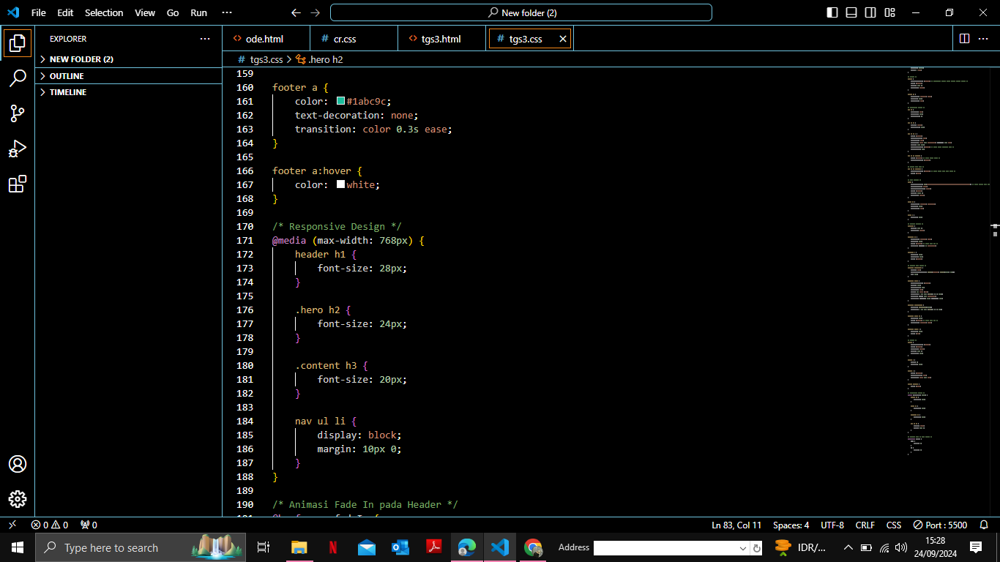 File Edit Selection View Go Run ··· New folder (2)
EXPLORER ···
NEW FOLDER (2)
OUTLINE
TIMELINE
<> ode.html # cr.css <> tgs3.html # tgs3.css
# tgs3.css > .hero h2
159
160 footer a {
161 color: #1abc9c;
162 text-decoration: none;
163 transition: color 0.3s ease;
164 }
165
166 footer a:hover {
167 color: white;
168 }
169
170 /* Responsive Design */
171 @media (max-width: 768px) {
172 header h1 {
173 font-size: 28px;
174 }
175
176 .hero h2 {
177 font-size: 24px;
178 }
179
180 .content h3 {
181 font-size: 20px;
182 }
183
184 nav ul li {
185 display: block;
186 margin: 10px 0;
187 }
188 }
189
190 /* Animasi Fade In pada Header */
0 0 0 Ln 83, Col 11 Spaces: 4 UTF-8 CRLF CSS Port : 5500
Type here to search Address IDR/... 15:28
24/09/2024